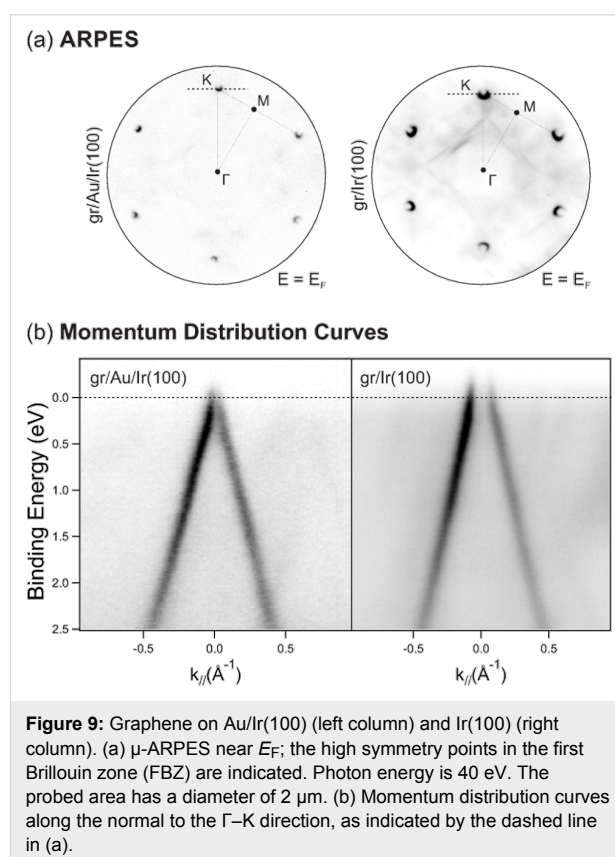 (a) ARPES
gr/Au/Ir(100)
K
M
Γ
E = E_F
gr/Ir(100)
K
M
Γ
E = E_F
(b) Momentum Distribution Curves
gr/Au/Ir(100)
gr/Ir(100)
Binding Energy (eV)
0.0
0.5
1.0
1.5
2.0
2.5
-0.5 0.0 0.5
-0.5 0.0 0.5
k_//(Å⁻¹)
k_//(Å⁻¹)
Figure 9: Graphene on Au/Ir(100) (left column) and Ir(100) (right
column). (a) μ-ARPES near E_F; the high symmetry points in the first
Brillouin zone (FBZ) are indicated. Photon energy is 40 eV. The
probed area has a diameter of 2 μm. (b) Momentum distribution curves
along the normal to the Γ–K direction, as indicated by the dashed line
in (a).